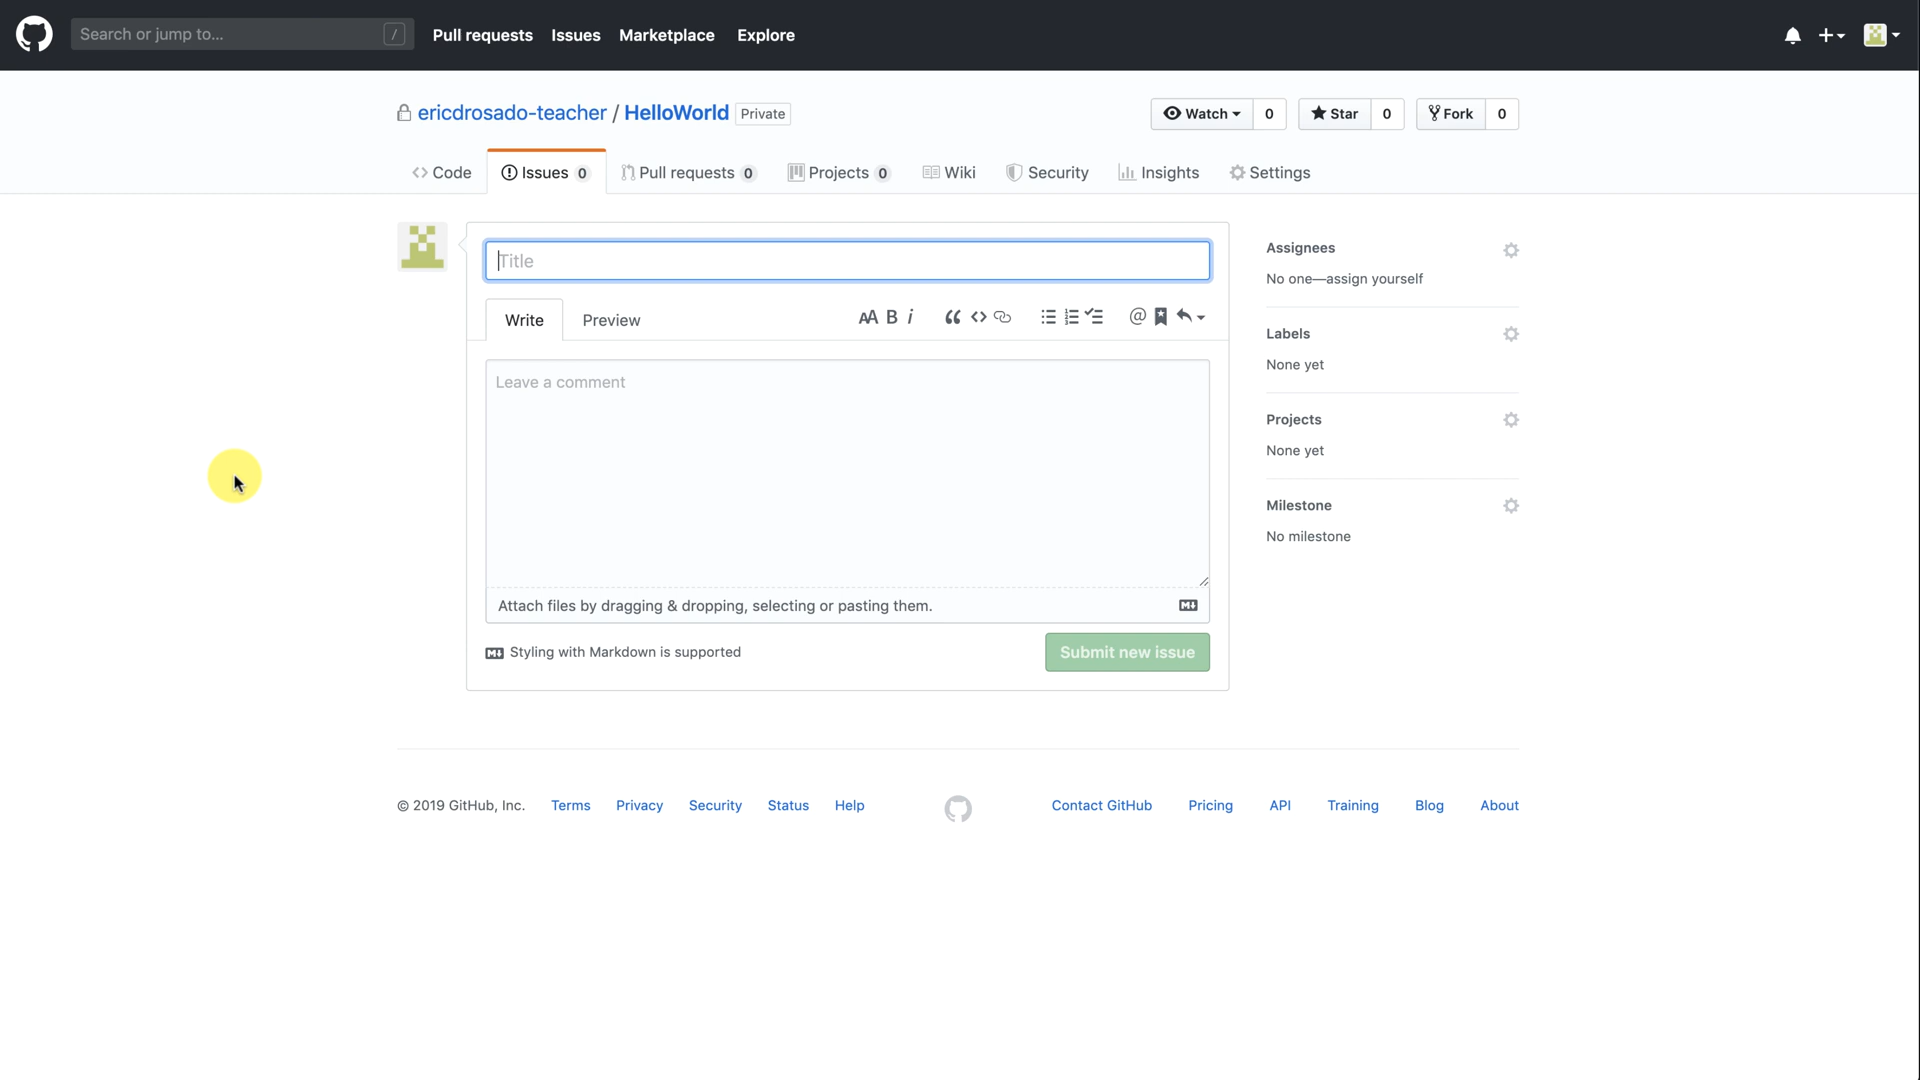 Search or jump to... /
Pull requests Issues Marketplace Explore
ericdrosado-teacher / HelloWorld Private
Watch 0 Star 0 Fork 0
Code Issues 0 Pull requests 0 Projects 0 Wiki Security Insights Settings
Title
Write Preview
AA B i @
Leave a comment
Attach files by dragging & dropping, selecting or pasting them.
Styling with Markdown is supported
Submit new issue
Assignees
No one—assign yourself
Labels
None yet
Projects
None yet
Milestone
No milestone
© 2019 GitHub, Inc. Terms Privacy Security Status Help Contact GitHub Pricing API Training Blog About